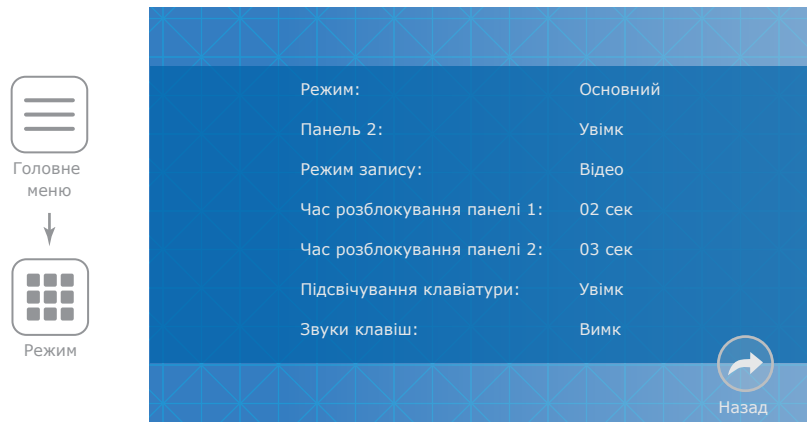 Головне
меню
Режим
Режим: Основний
Панель 2: Увімк
Режим запису: Відео
Час розблокування панелі 1: 02 сек
Час розблокування панелі 2: 03 сек
Підсвічування клавіатури: Увімк
Звуки клавіш: Вимк
Назад